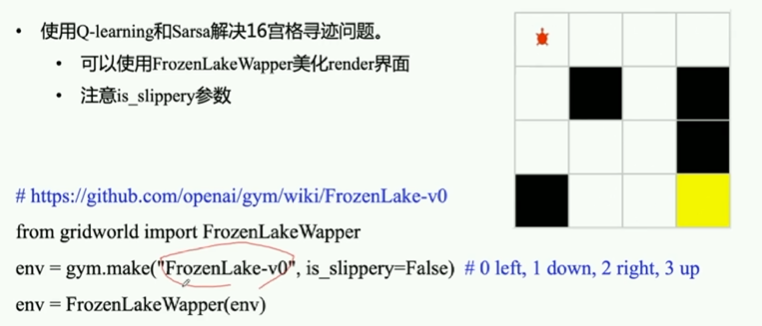 • 使用Q-learning和Sarsa解决16宫格寻迹问题。
• 可以使用FrozenLakeWapper美化render界面
• 注意is_slippery参数
# https://github.com/openai/gym/wiki/FrozenLake-v0
from gridworld import FrozenLakeWapper
env = gym.make("FrozenLake-v0", is_slippery=False)  # 0 left, 1 down, 2 right, 3 up
env = FrozenLakeWapper(env)